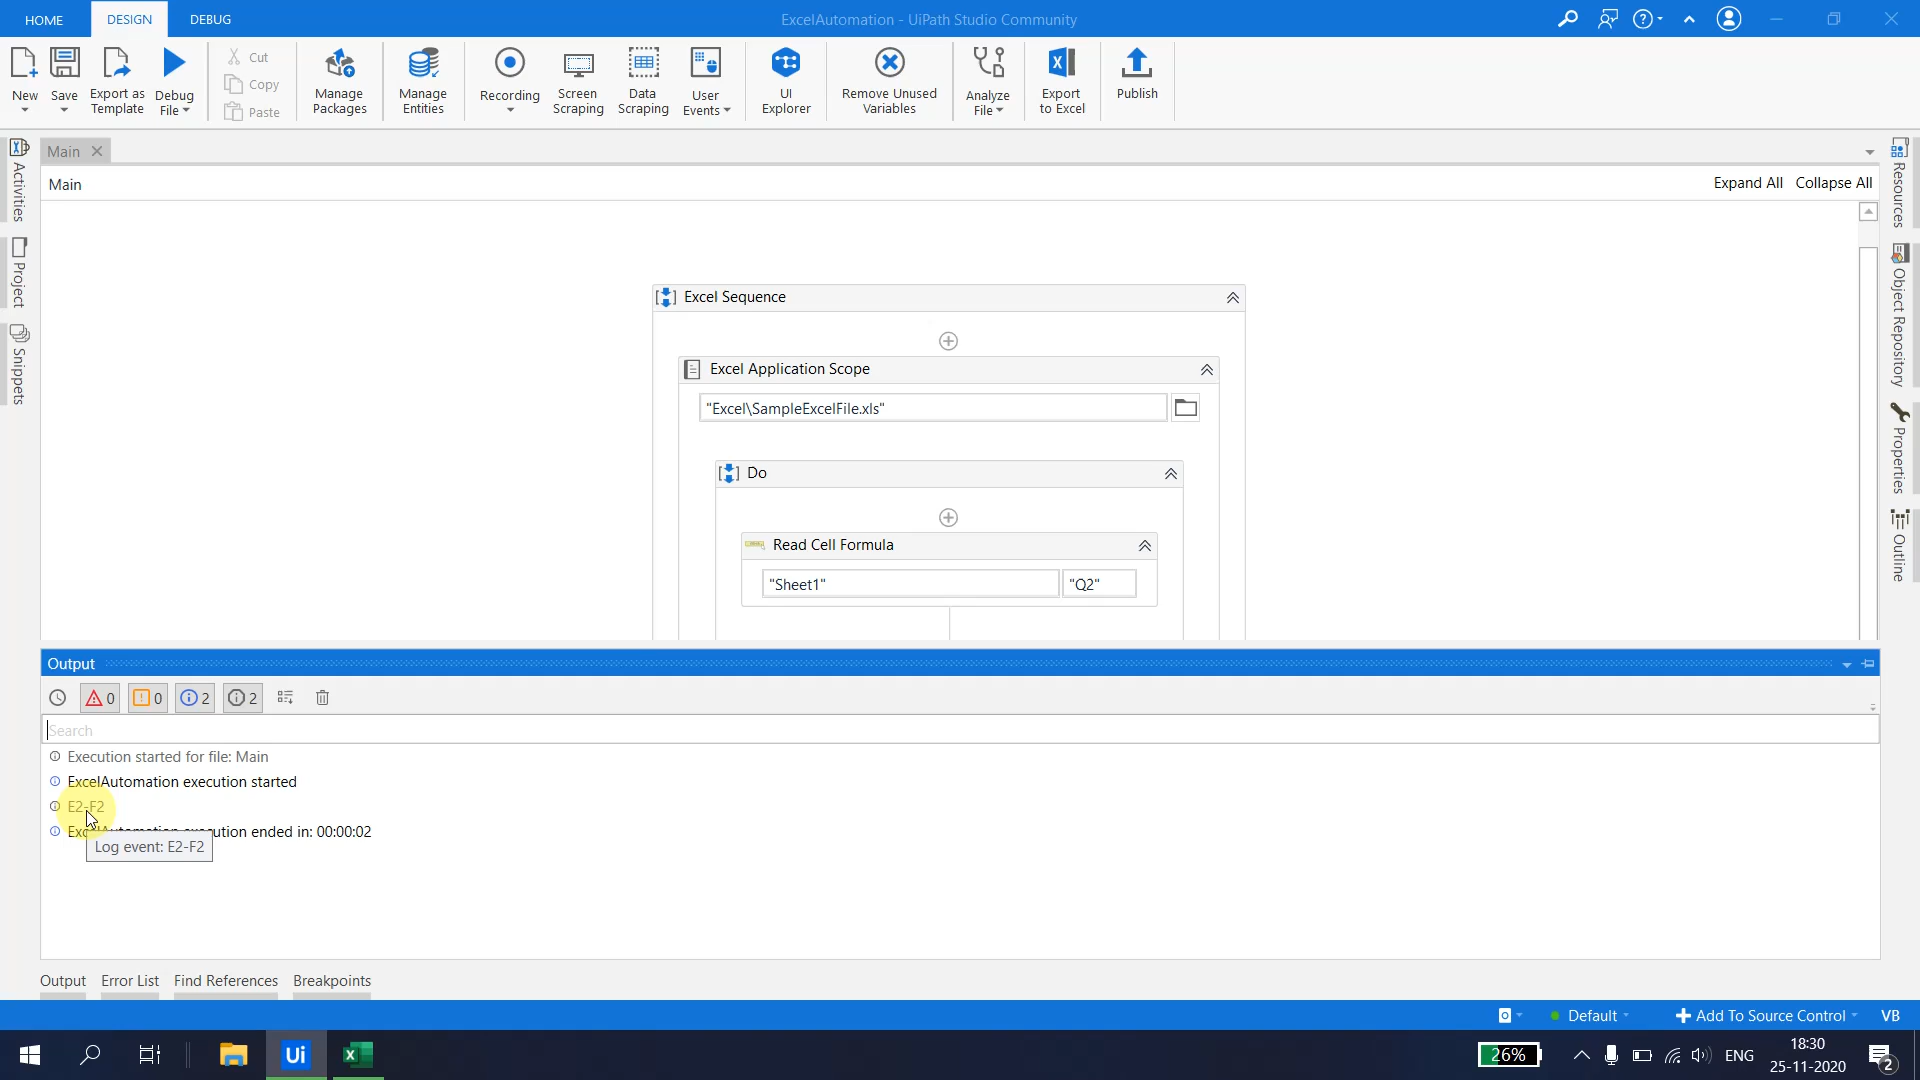 HOME
DESIGN
DEBUG
ExcelAutomation - UiPath Studio Community
New
Save
Export as
Template
Debug
File
Cut
Copy
Paste
Manage
Packages
Manage
Entities
Recording
Screen
Scraping
Data
Scraping
User
Events
UI
Explorer
Remove Unused
Variables
Analyze
File
Export
to Excel
Publish
Activities
Project
Snippets
Main
Main
Expand All
Collapse All
Resources
Object Repository
Properties
Outline
Excel Sequence
Excel Application Scope
"Excel\SampleExcelFile.xls"
Do
Read Cell Formula
"Sheet1"
"Q2"
Output
0
0
2
2
Search
Execution started for file: Main
ExcelAutomation execution started
E2-F2
ExcelAutomation execution ended in: 00:00:02
Log event: E2-F2
Output
Error List
Find References
Breakpoints
Default
Add To Source Control
VB
Ui
26%
ENG
18:30
25-11-2020
2